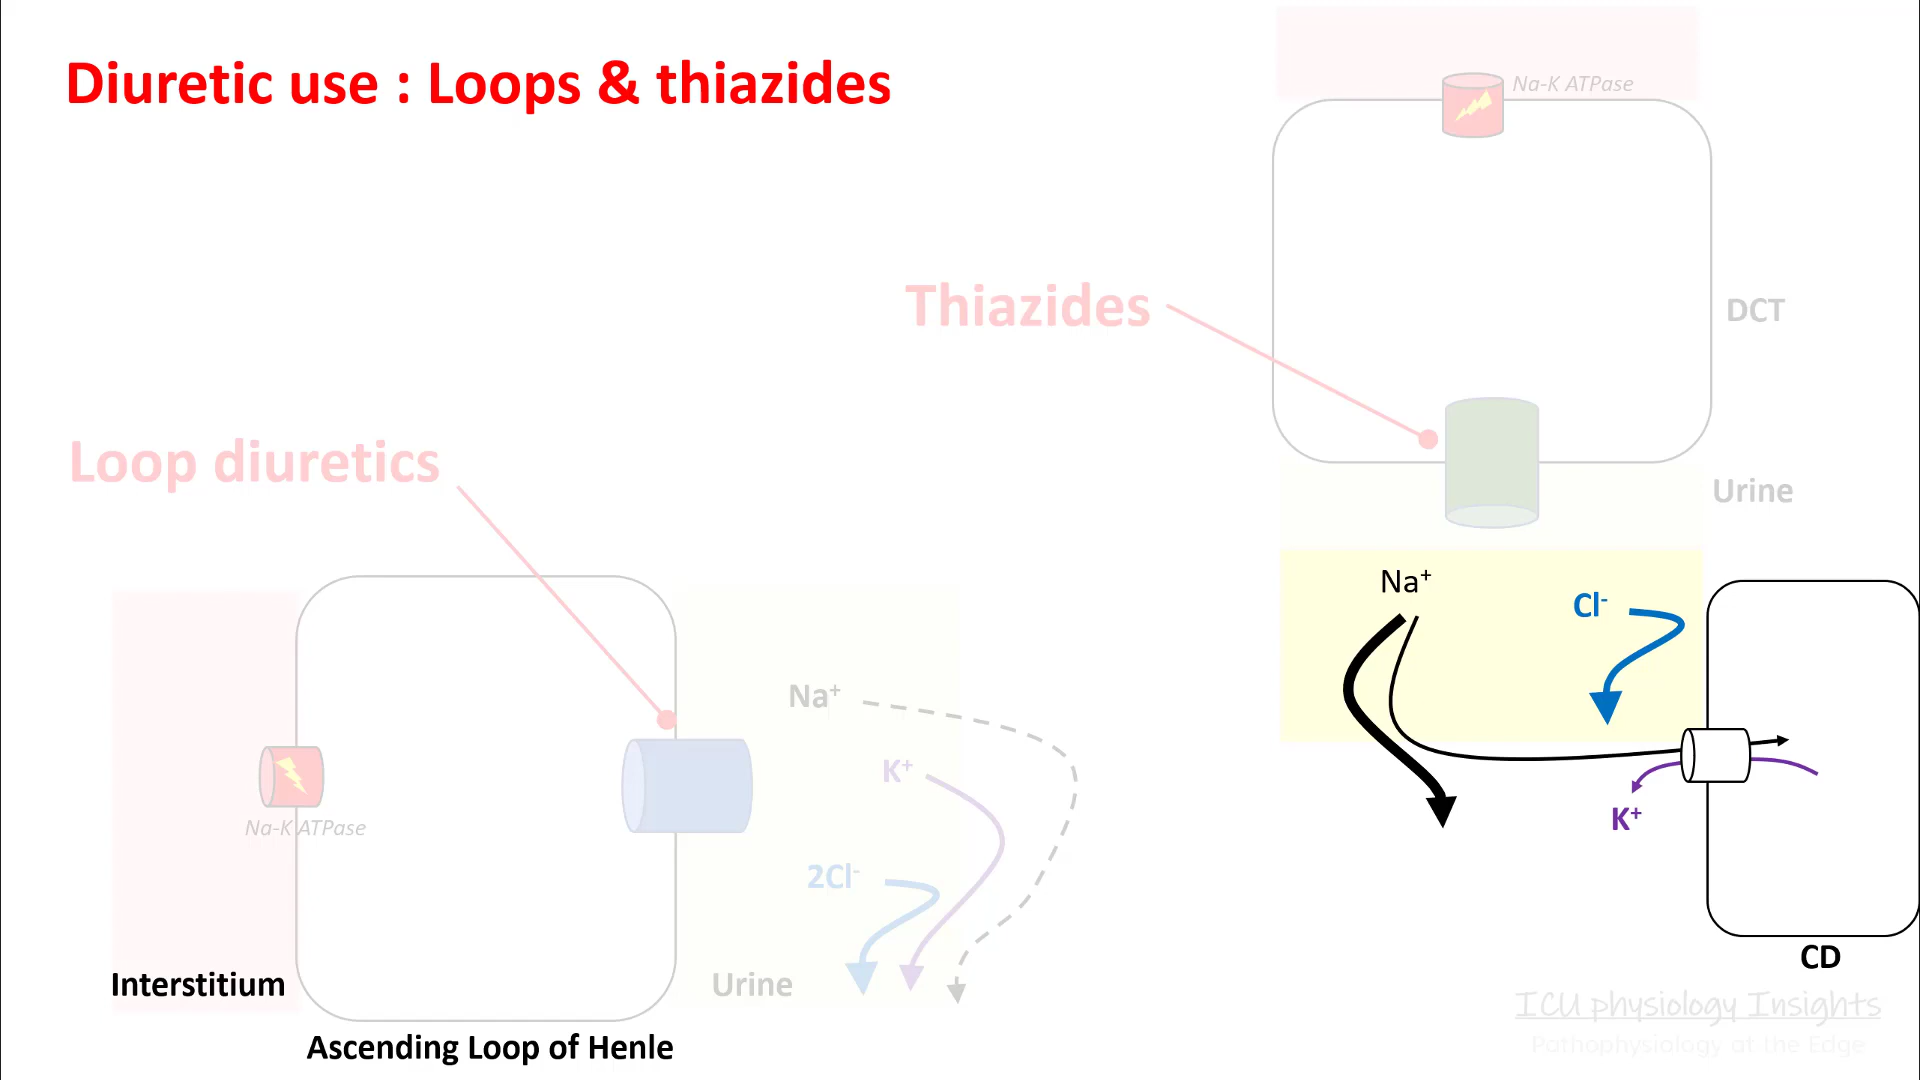 Diuretic use : Loops & thiazides
Na-K ATPase
Thiazides
DCT
Loop diuretics
Urine
Na⁺
Cl⁻
Na⁺
K⁺
K⁺
2Cl⁻
Na-K ATPase
CD
Interstitium
Urine
Ascending Loop of Henle
ICU physiology Insights
Pathophysiology at the Edge